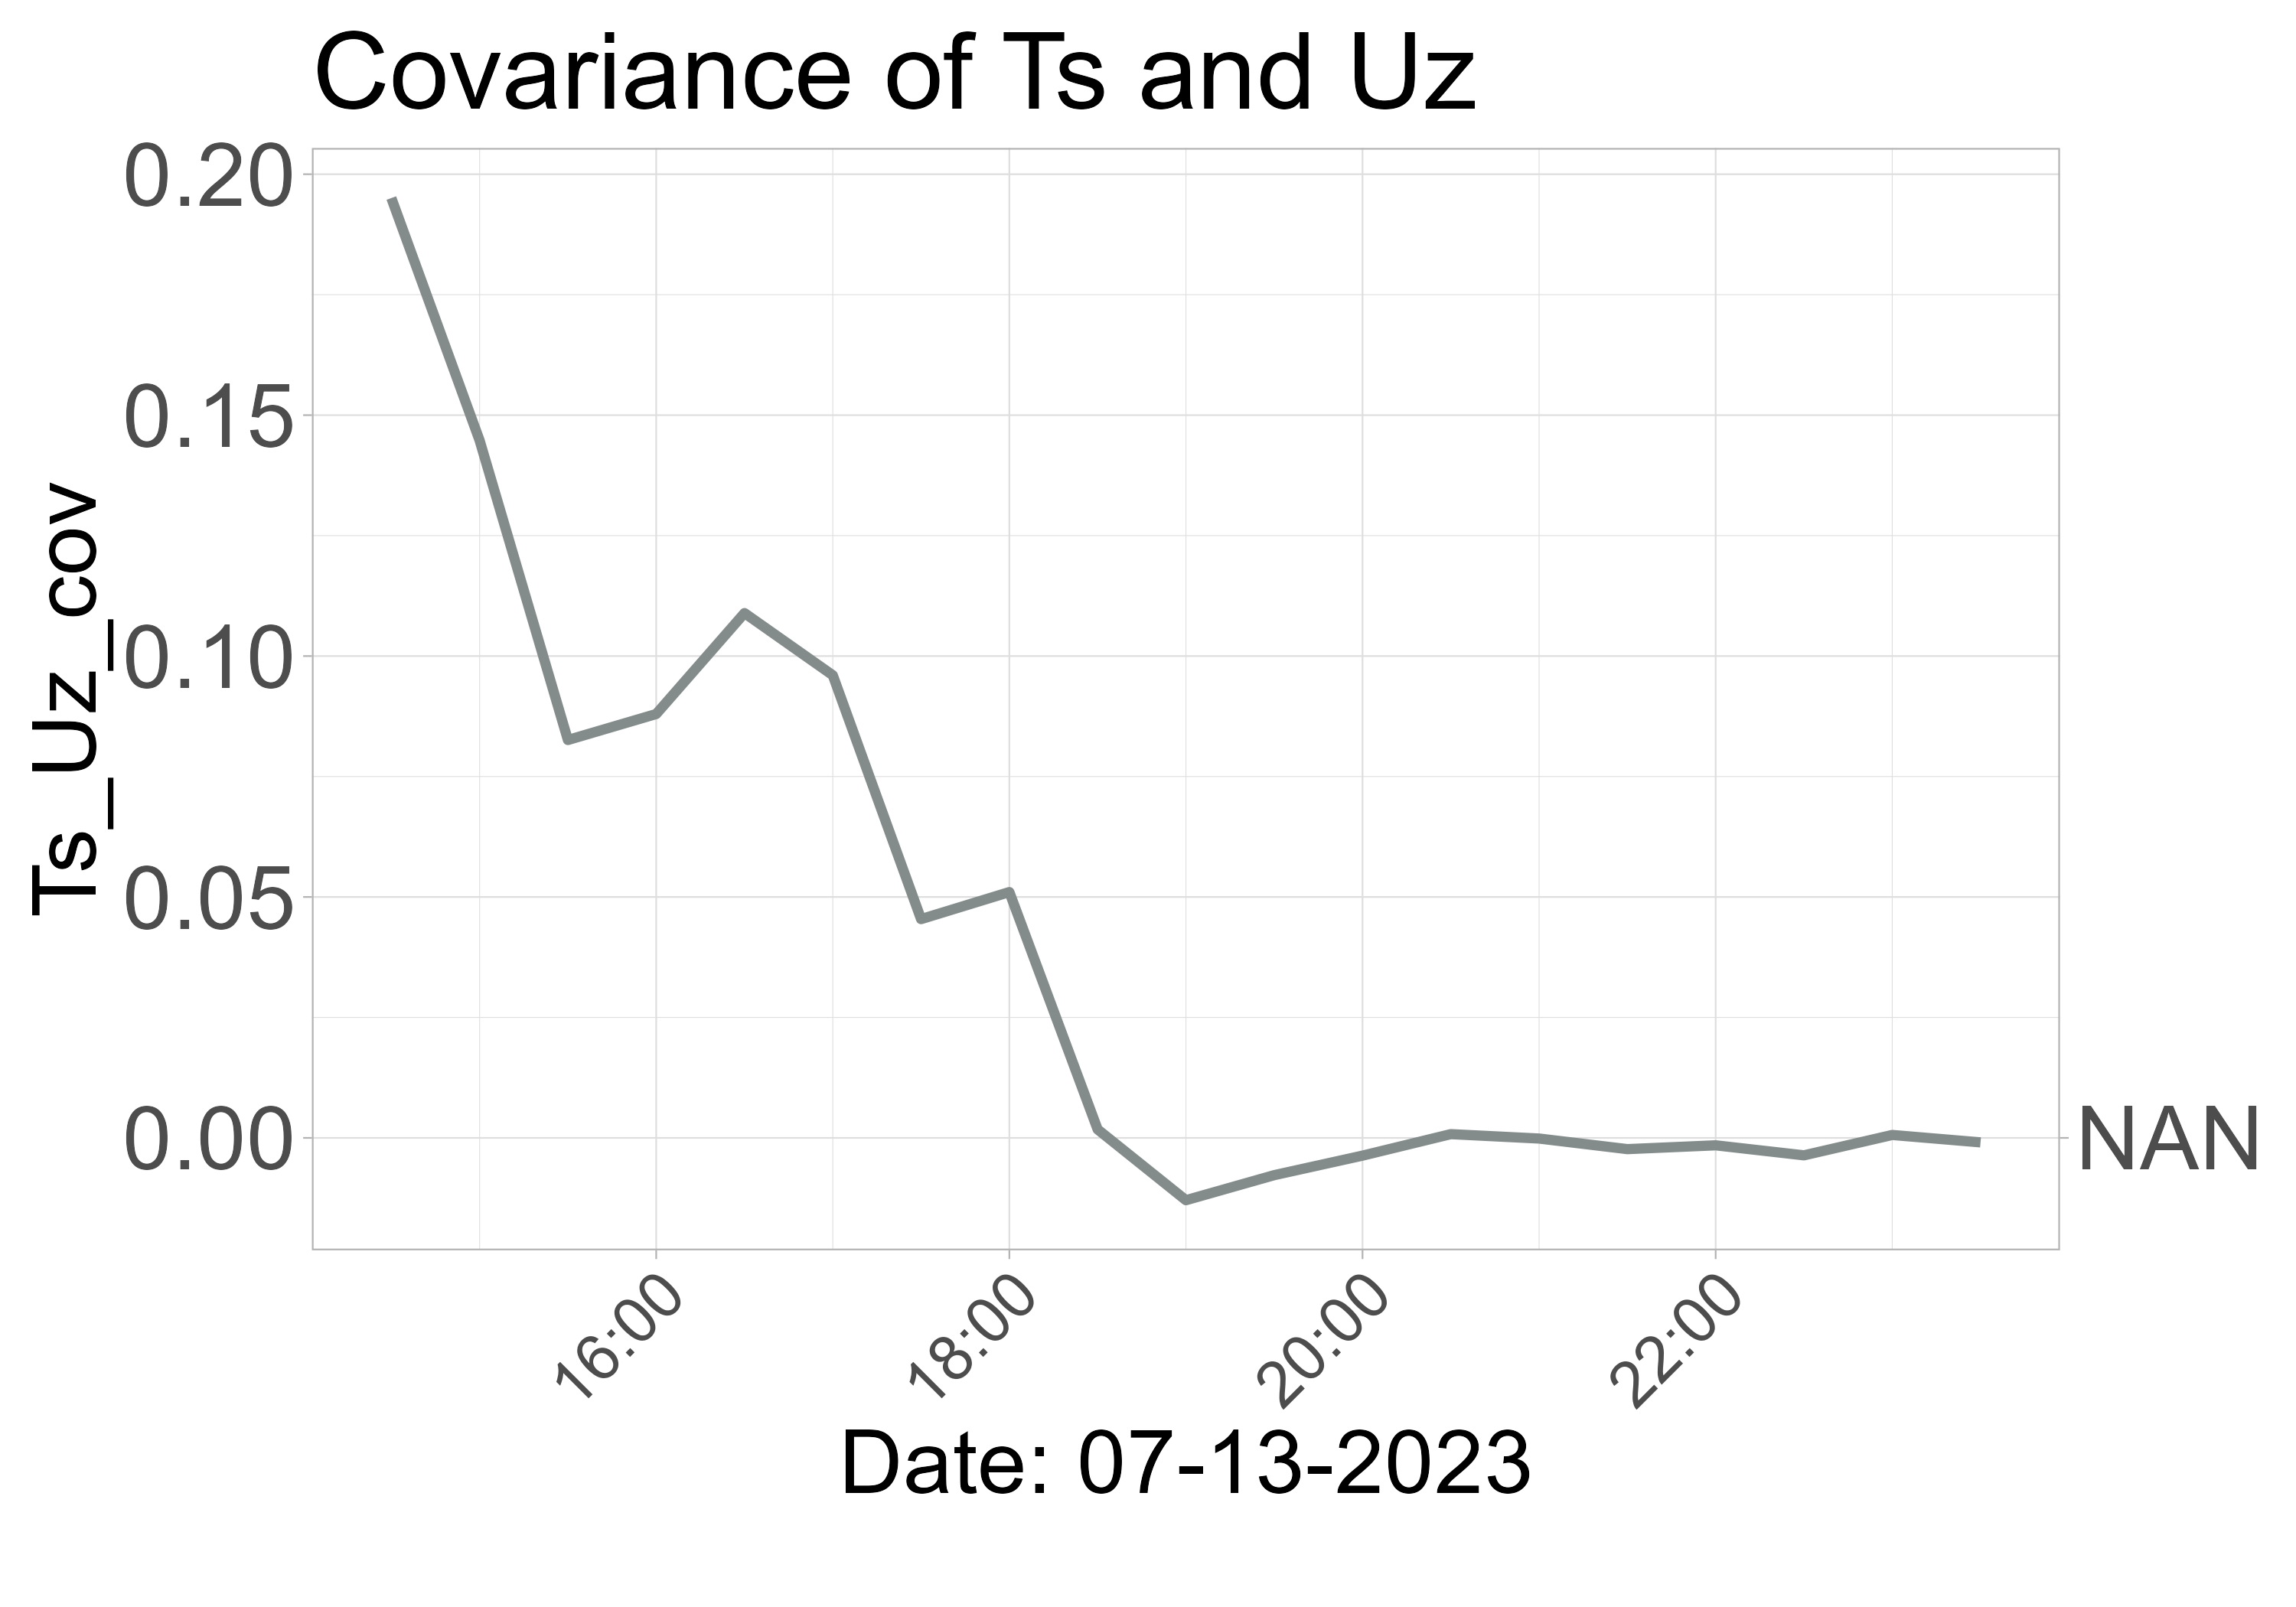 Covariance of Ts and Uz
Ts_Uz_cov
0.20
0.15
0.10
0.05
0.00
NAN
16:00
18:00
20:00
22:00
Date: 07-13-2023